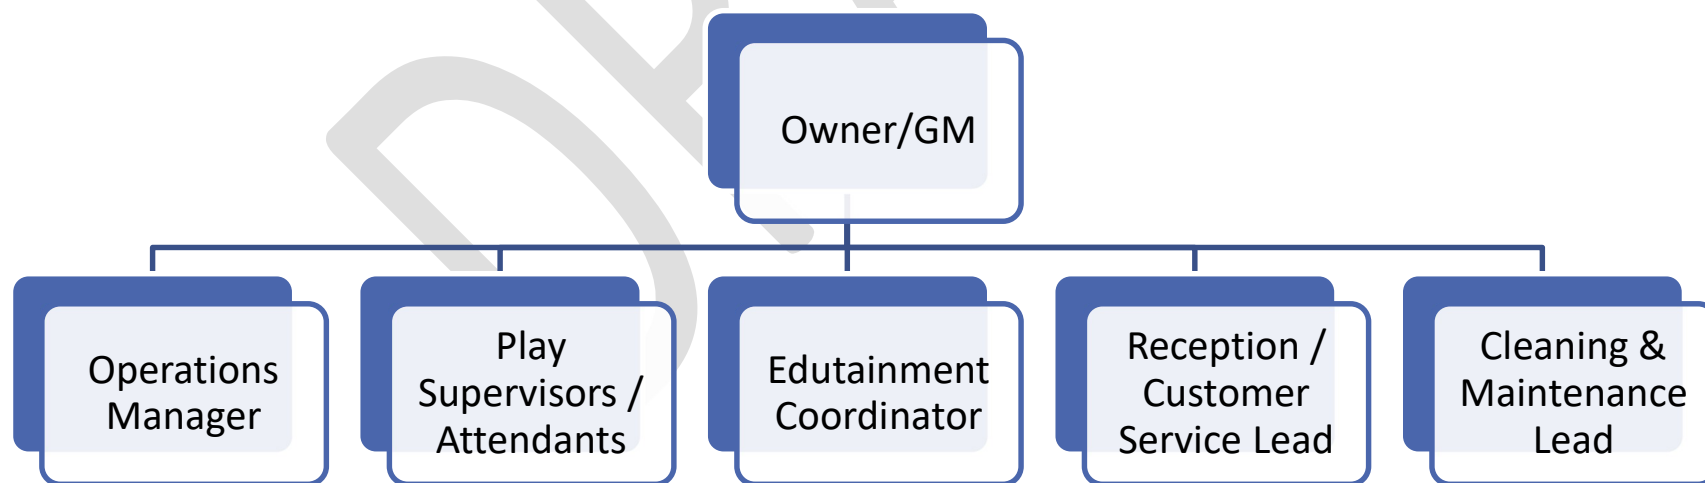 Owner/GM
Operations
Manager
Play
Supervisors /
Attendants
Edutainment
Coordinator
Reception /
Customer
Service Lead
Cleaning &
Maintenance
Lead